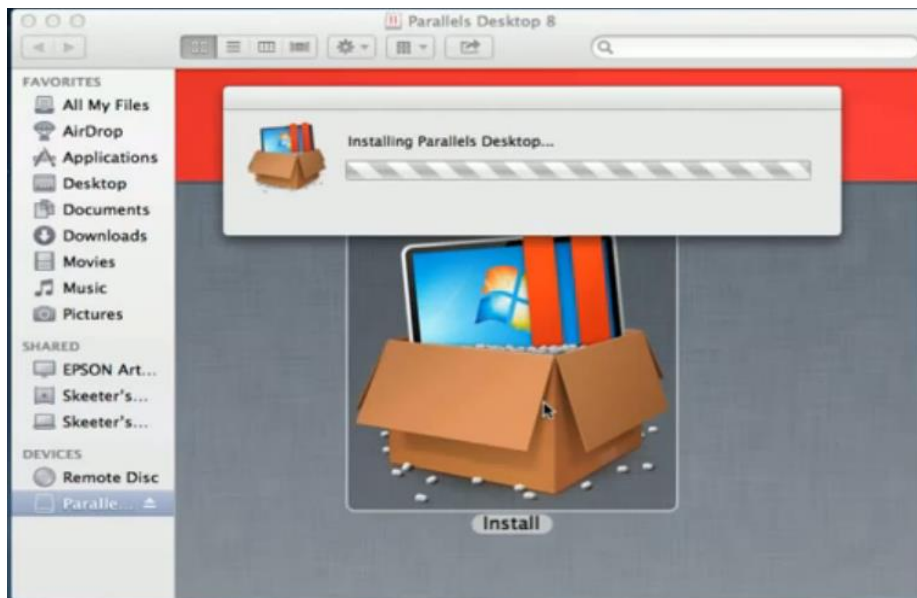 Parallels Desktop 8
FAVORITES
All My Files
AirDrop
Applications
Desktop
Documents
Downloads
Movies
Music
Pictures
SHARED
EPSON Art...
Skeeter's...
Skeeter's...
DEVICES
Remote Disc
Paralle...
Installing Parallels Desktop...
Install